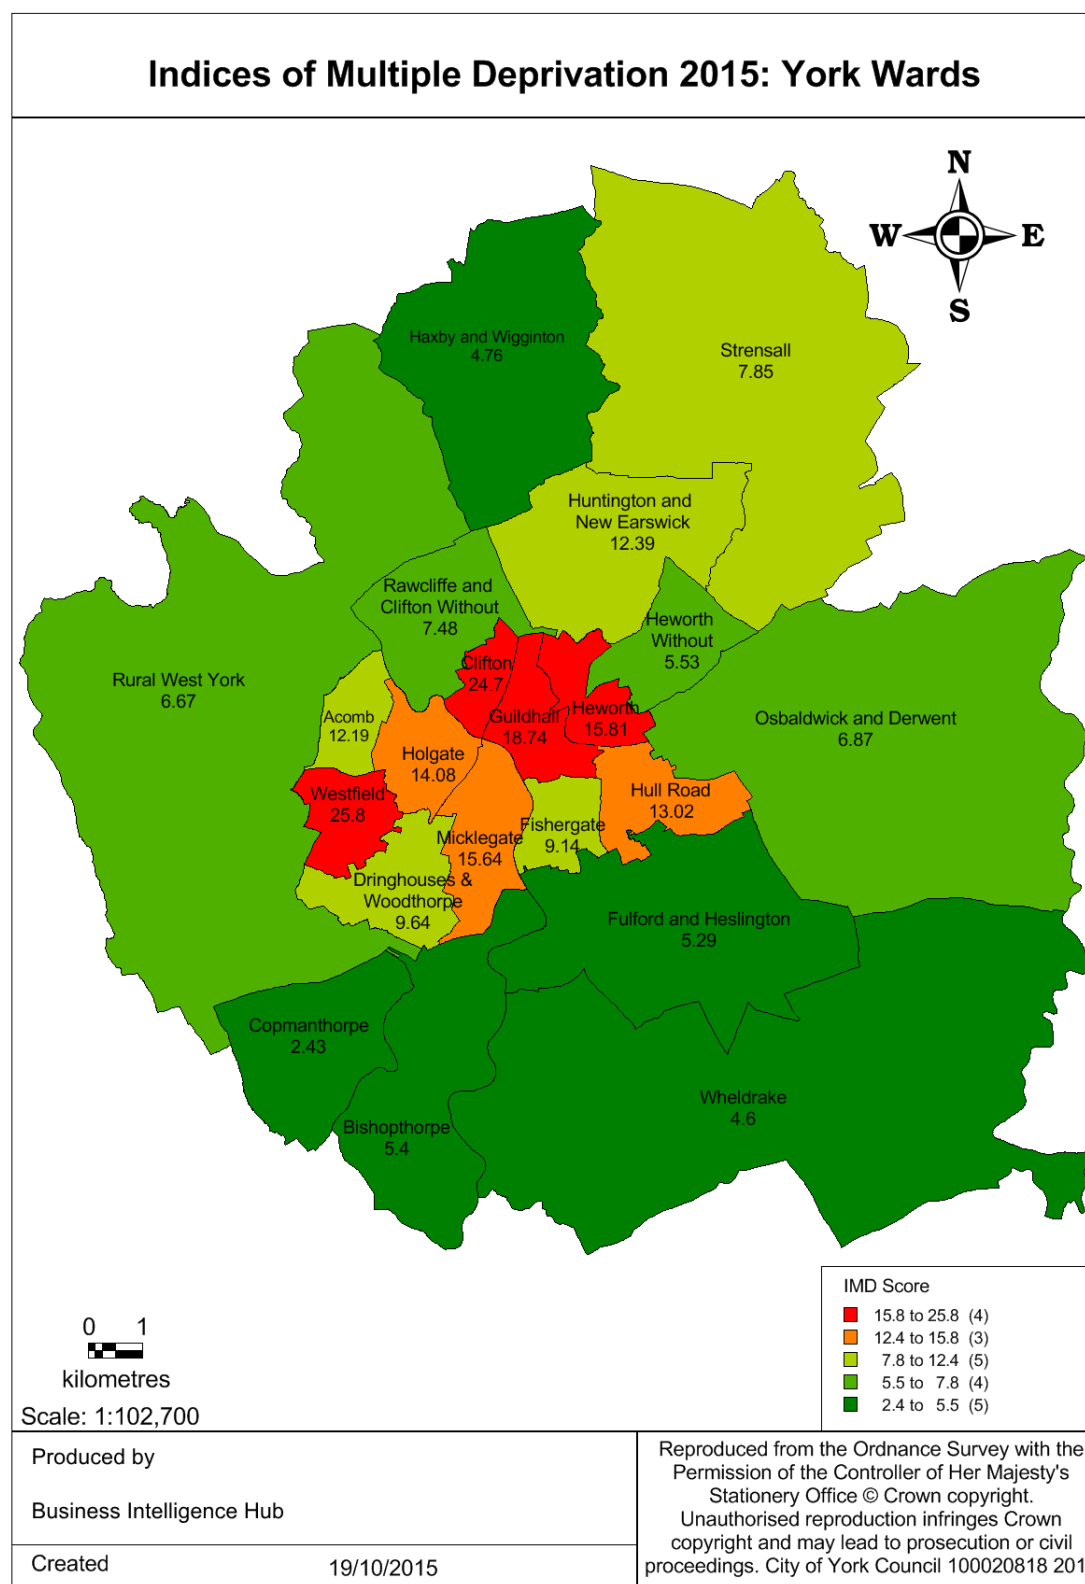 Indices of Multiple Deprivation 2015: York Wards
N
W
E
S
Haxby and Wigginton
4.76
Strensall
7.85
Huntington and
New Earswick
12.39
Rawcliffe and
Clifton Without
7.48
Heworth
Without
5.53
Clifton
24.7
Rural West York
6.67
Acomb
12.19
Guildhall
18.74
Heworth
15.81
Osbaldwick and Derwent
6.87
Holgate
14.08
Westfield
25.8
Hull Road
13.02
Micklegate
15.64
Fishergate
9.14
Dringhouses &
Woodthorpe
9.64
Fulford and Heslington
5.29
Copmanthorpe
2.43
Wheldrake
4.6
Bishopthorpe
5.4
IMD Score
15.8 to 25.8 (4)
12.4 to 15.8 (3)
7.8 to 12.4 (5)
5.5 to 7.8 (4)
2.4 to 5.5 (5)
0 1
kilometres
Scale: 1:102,700
Produced by
Business Intelligence Hub
Created 19/10/2015
Reproduced from the Ordnance Survey with the
Permission of the Controller of Her Majesty's
Stationery Office © Crown copyright.
Unauthorised reproduction infringes Crown
copyright and may lead to prosecution or civil
proceedings. City of York Council 100020818 201